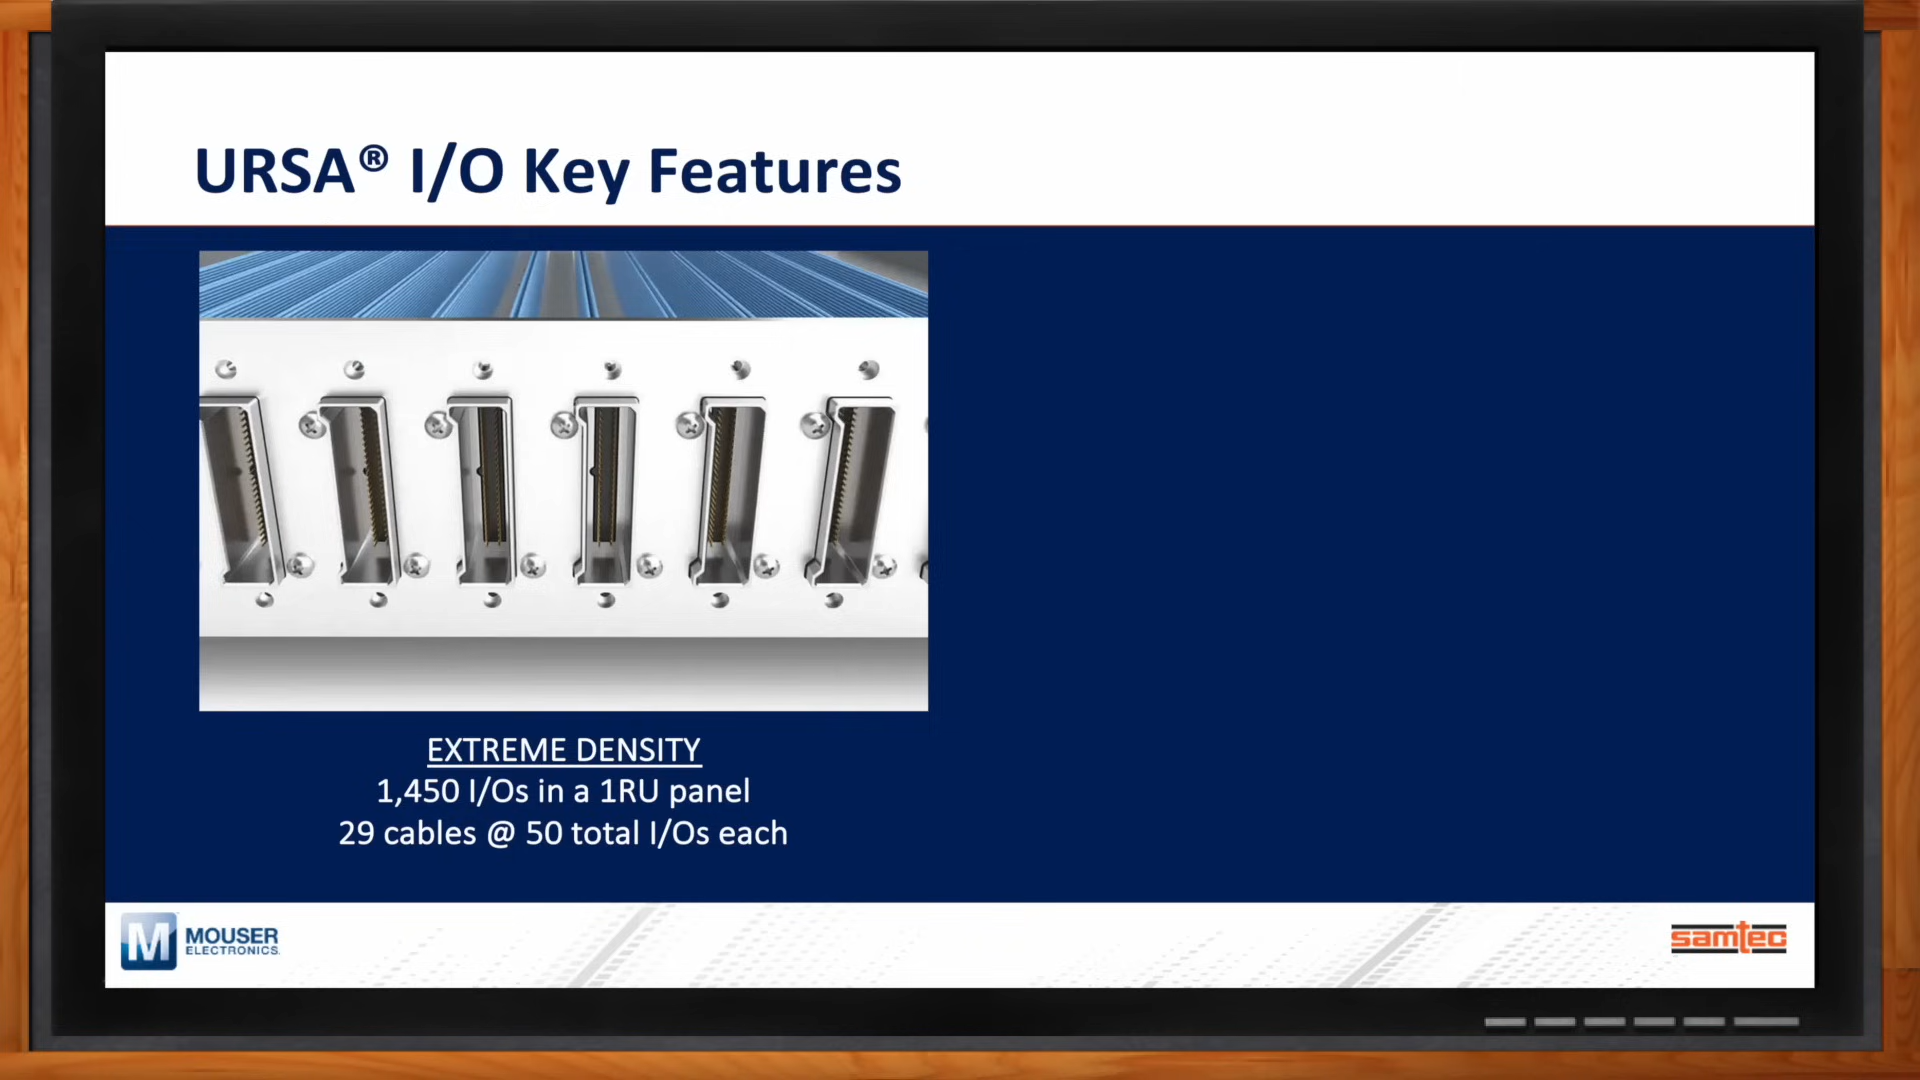 URSA® I/O Key Features
EXTREME DENSITY
1,450 I/Os in a 1RU panel
29 cables @ 50 total I/Os each
M MOUSER
ELECTRONICS
samtec